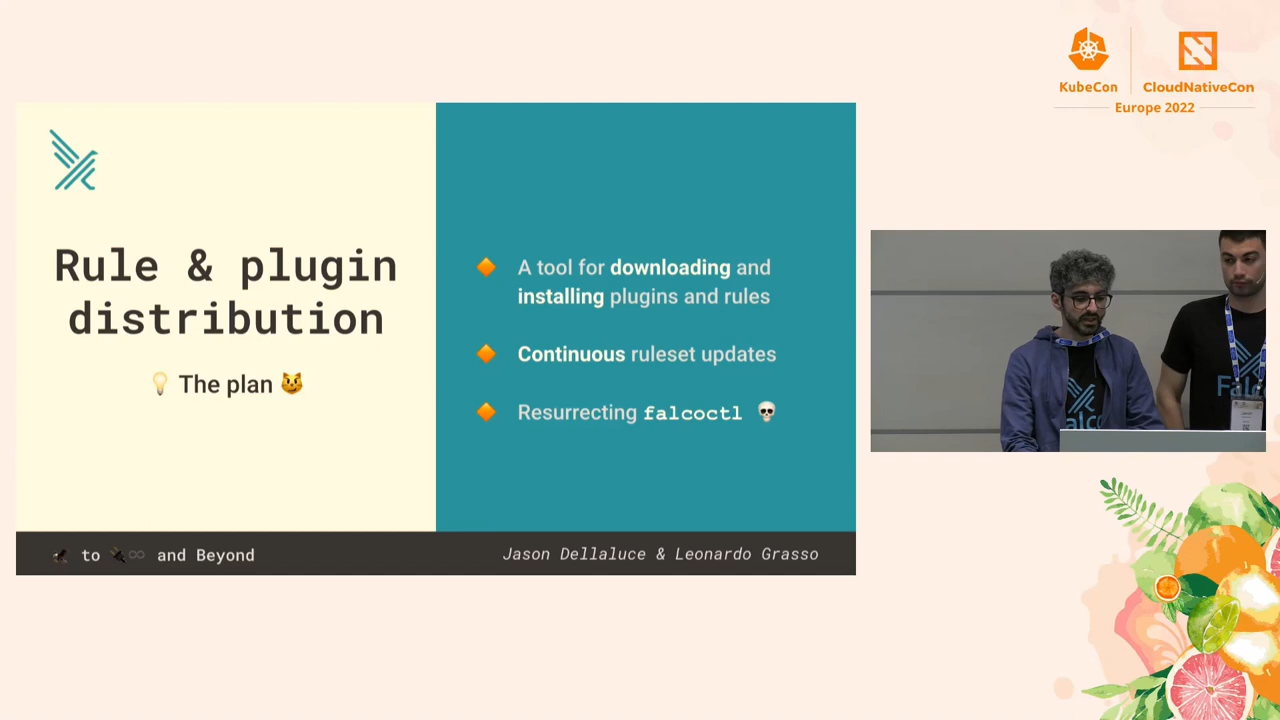 KubeCon
CloudNativeCon
Europe 2022
Rule & plugin
distribution
💡 The plan 😼
🔶 A tool for downloading and
installing plugins and rules
🔶 Continuous ruleset updates
🔶 Resurrecting falcoctl 💀
to 🔌♾ and Beyond
Jason Dellaluce & Leonardo Grasso